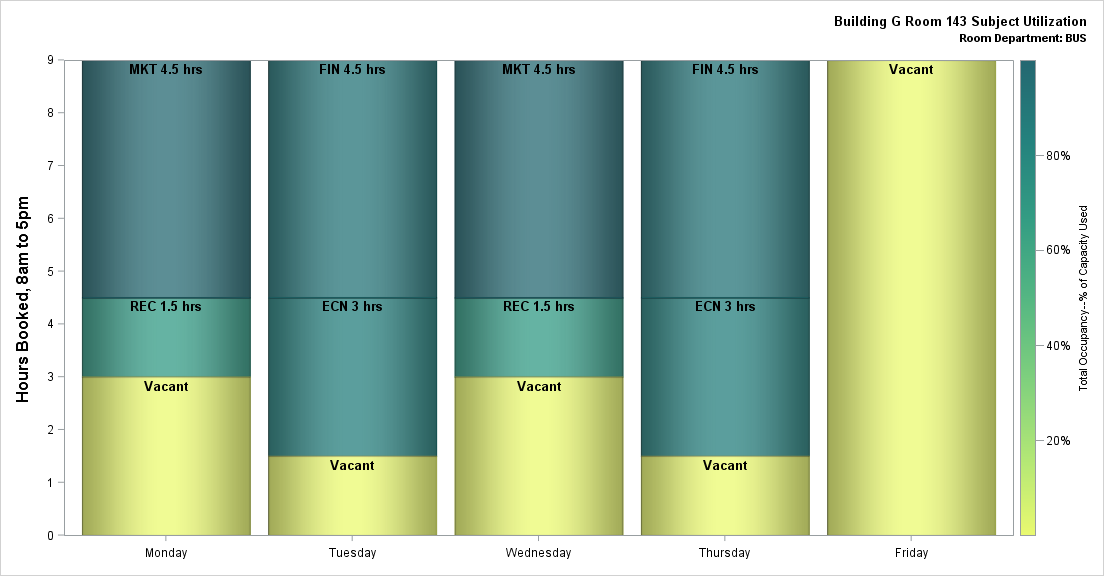 Building G Room 143 Subject Utilization
Room Department: BUS
Hours Booked, 8am to 5pm
9
8
7
6
5
4
3
2
1
0
MKT 4.5 hrs
REC 1.5 hrs
Vacant
FIN 4.5 hrs
ECN 3 hrs
Vacant
MKT 4.5 hrs
REC 1.5 hrs
Vacant
FIN 4.5 hrs
ECN 3 hrs
Vacant
Vacant
Monday
Tuesday
Wednesday
Thursday
Friday
80%
60%
40%
20%
Total Occupancy--% of Capacity Used